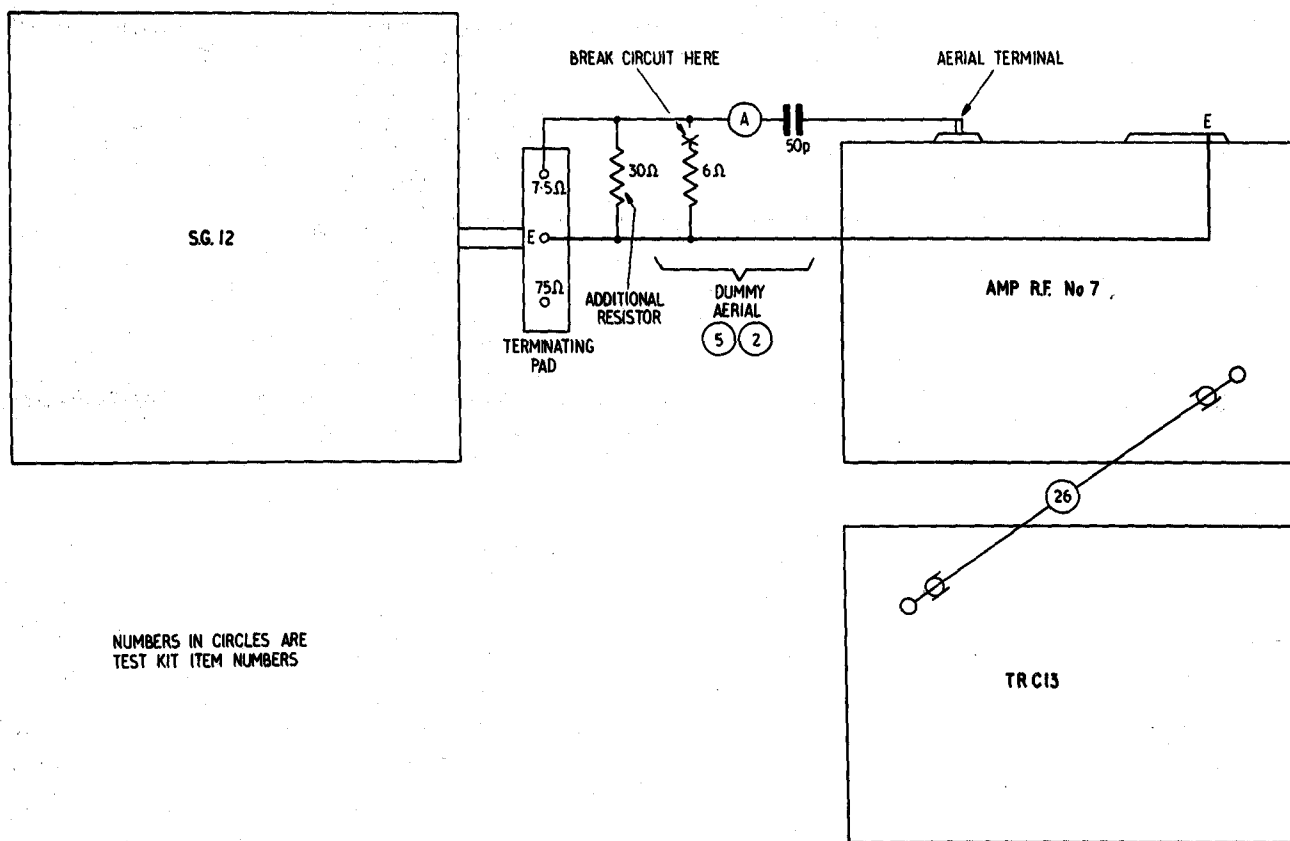 BREAK CIRCUIT HERE
AERIAL TERMINAL
A
E
50p
30Ω
6Ω
7·5Ω
S.G. 12
E
75Ω
ADDITIONAL
RESISTOR
DUMMY
AERIAL
5 2
TERMINATING
PAD
AMP R.F. No 7
26
NUMBERS IN CIRCLES ARE
TEST KIT ITEM NUMBERS
TR C13